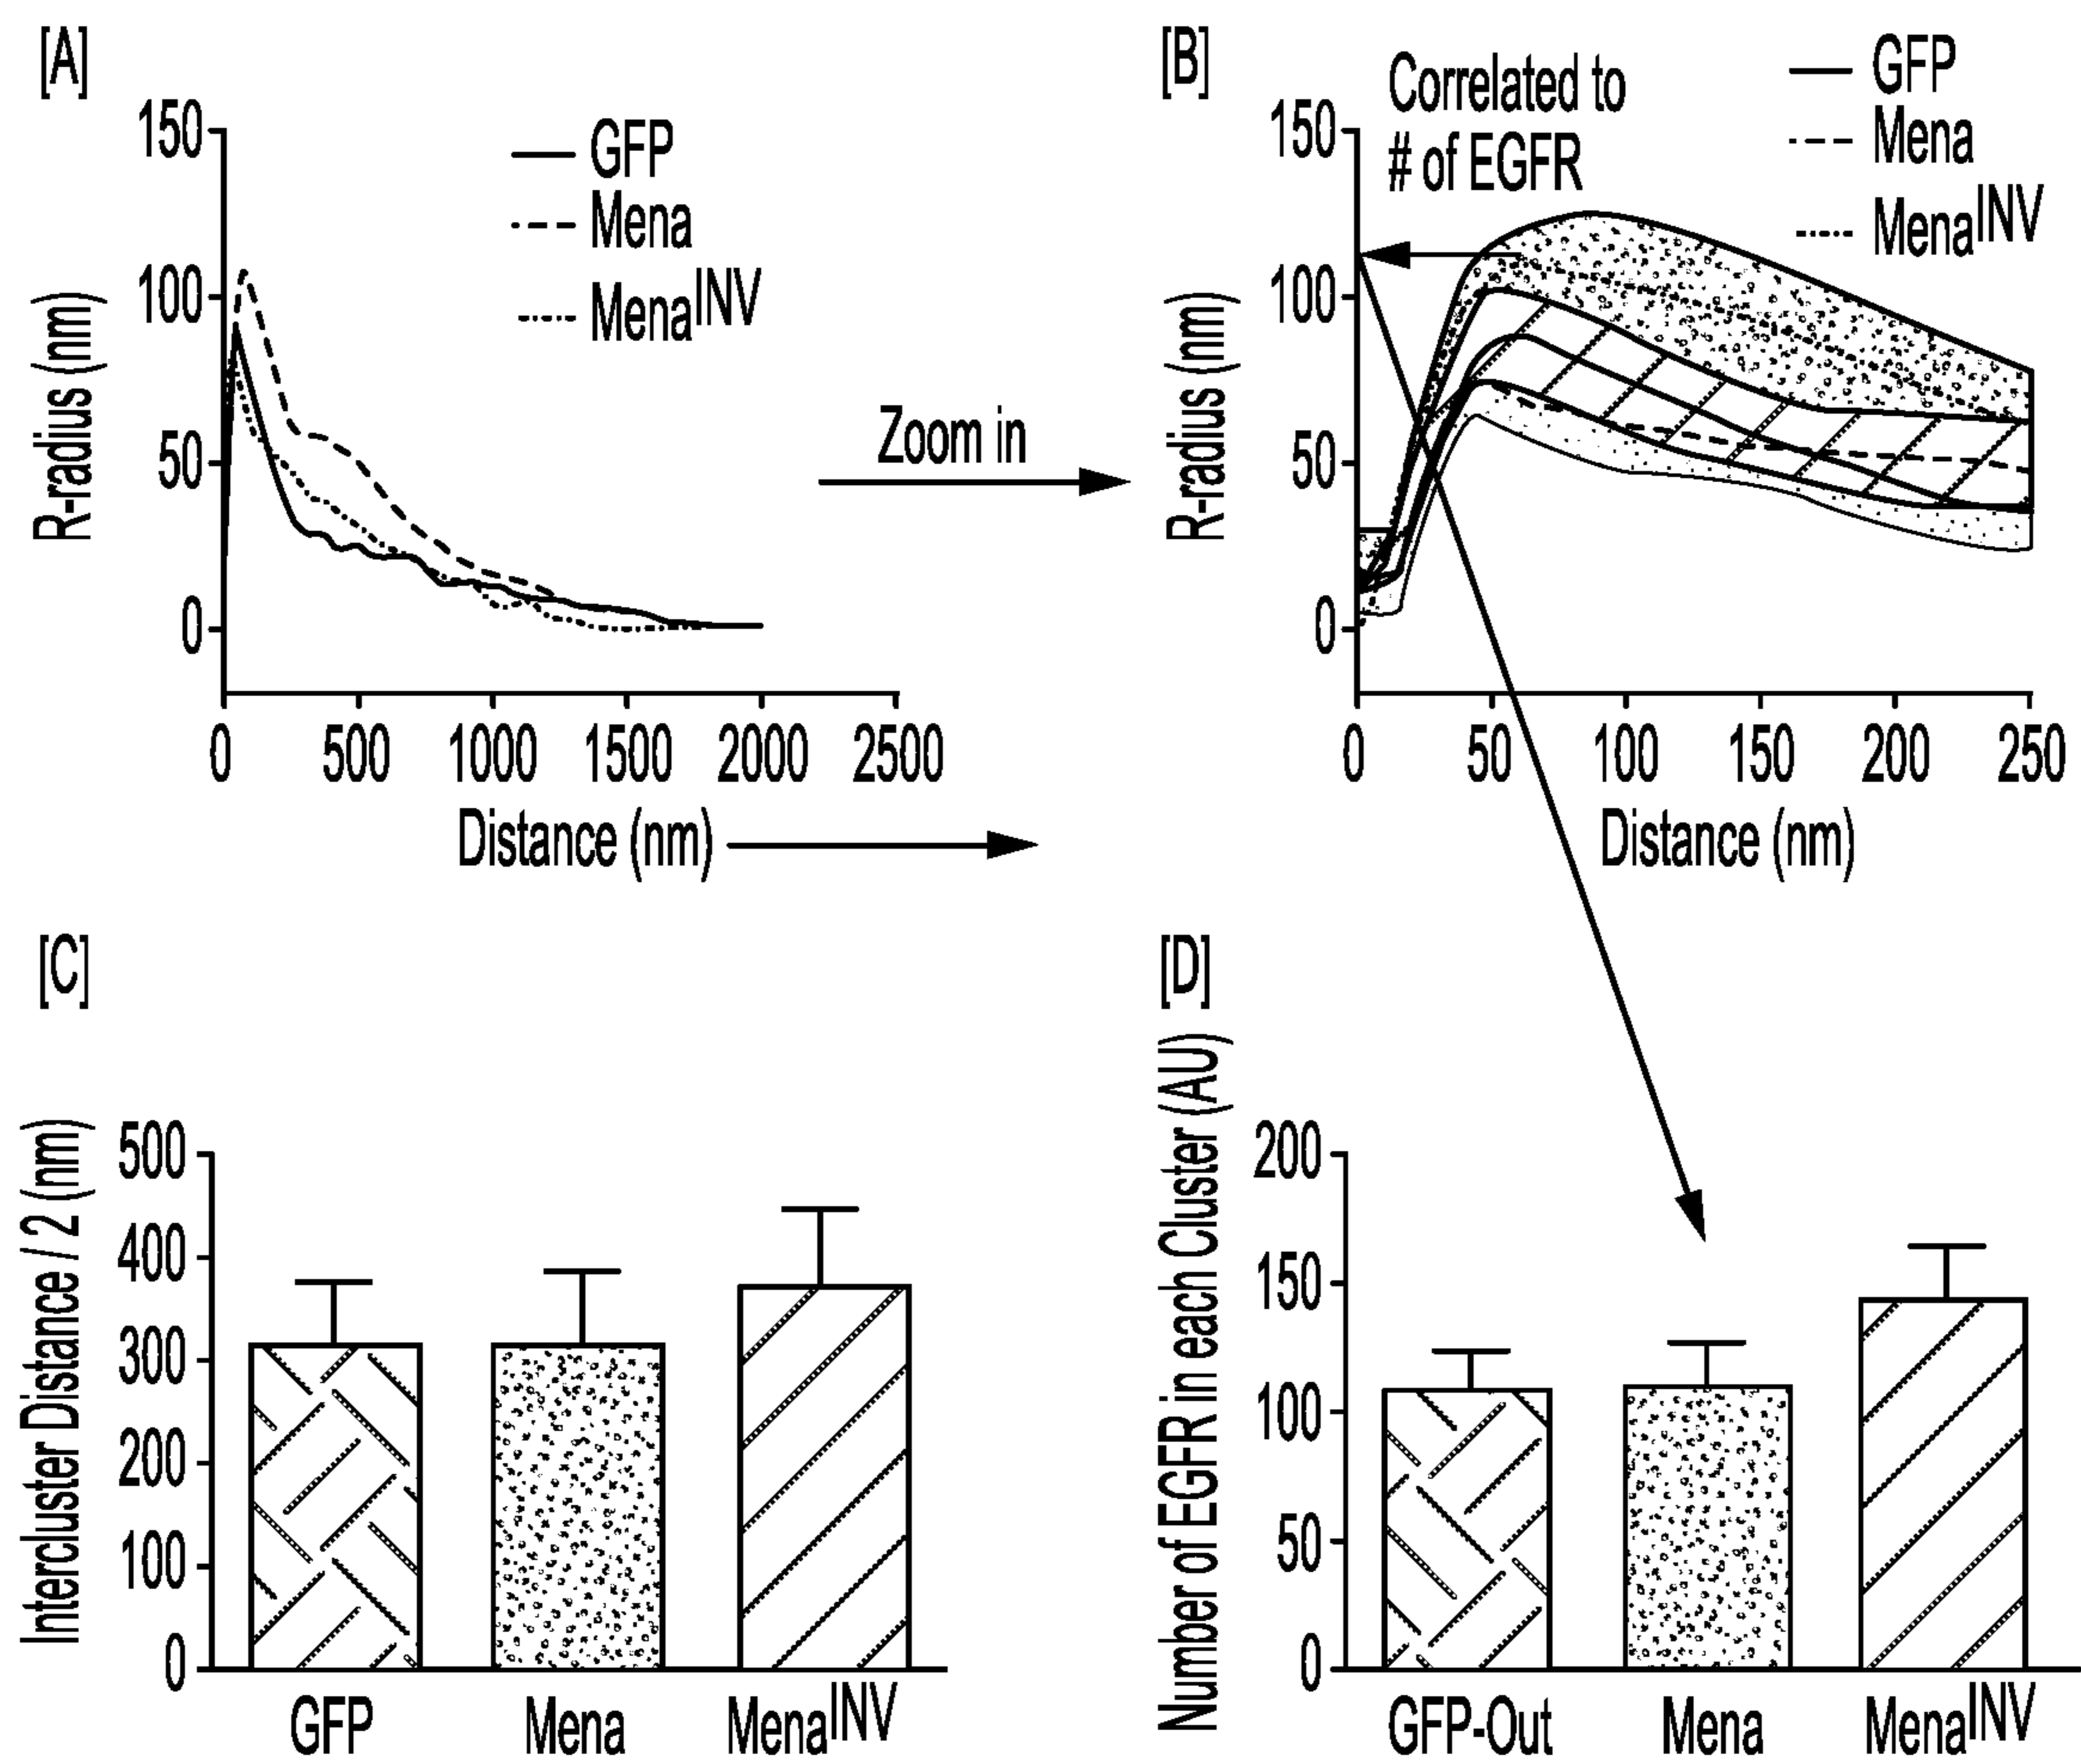 [A]
150
100
50
0
R-radius (nm)
GFP
Mena
Mena^INV
0 500 1000 1500 2000 2500
Distance (nm)
Zoom in
[B]
Correlated to
# of EGFR
GFP
Mena
Mena^INV
150
100
50
0
R-radius (nm)
0 50 100 150 200 250
Distance (nm)
[C]
Intercluster Distance / 2 (nm)
500
400
300
200
100
0
GFP Mena Mena^INV
[D]
Number of EGFR in each Cluster (AU)
200
150
100
50
0
GFP-Out Mena Mena^INV